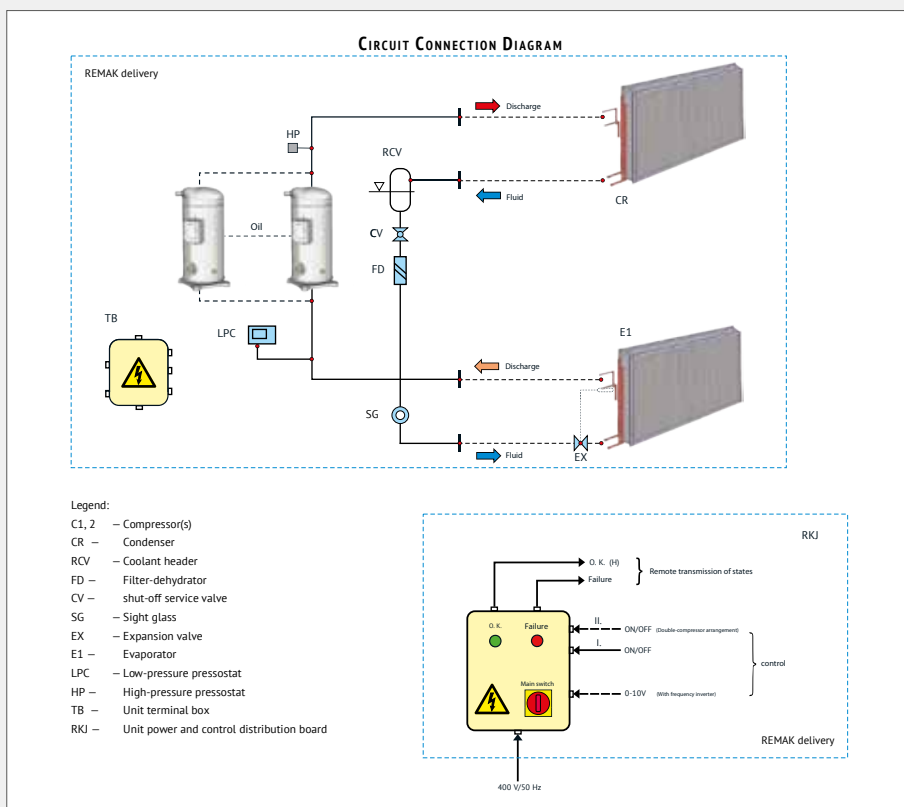 CIRCUIT CONNECTION DIAGRAM
REMAK delivery
Discharge
HP
RCV
Fluid
CR
Oil
CV
FD
TB
LPC
E1
Discharge
SG
Fluid
EX
Legend:
C1, 2 – Compressor(s)
CR – Condenser
RCV – Coolant header
FD – Filter-dehydrator
CV – shut-off service valve
SG – Sight glass
EX – Expansion valve
E1 – Evaporator
LPC – Low-pressure pressostat
HP – High-pressure pressostat
TB – Unit terminal box
RKJ – Unit power and control distribution board
RKJ
O. K. (H)
Remote transmission of states
Failure
O. K. Failure
II.
ON/OFF (Double-compressor arrangement)
I.
ON/OFF
control
Main switch
0-10V (With frequency inverter)
REMAK delivery
400 V/50 Hz